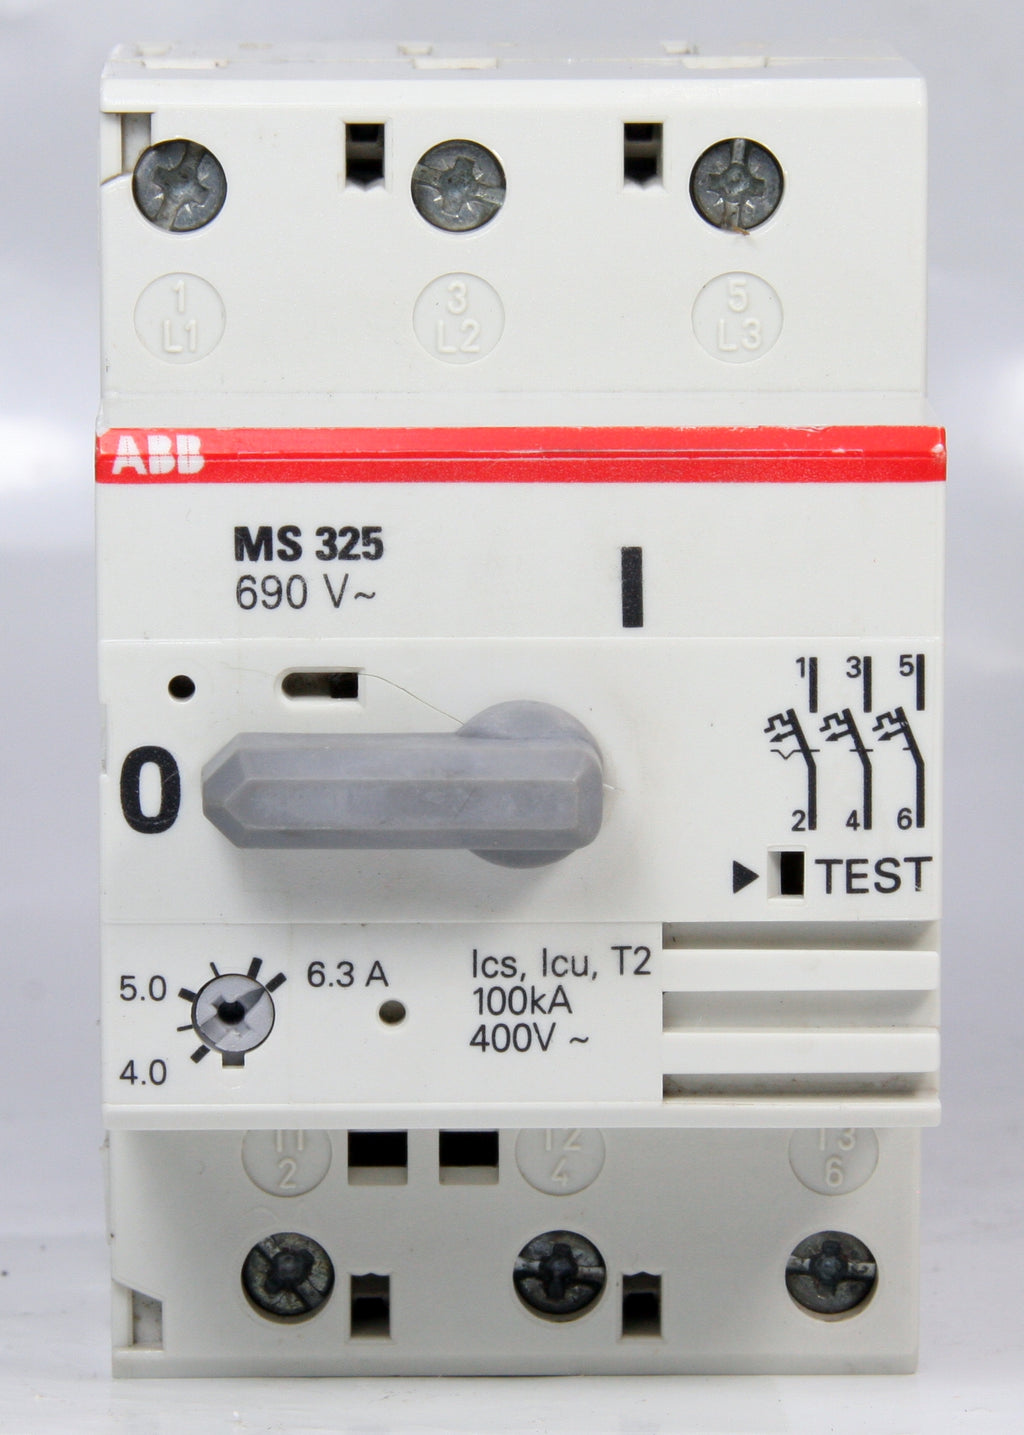 1 3 5
L1 L2 L3
ABB
MS 325
690 V~
I
1 3 5
0
2 4 6
TEST
6.3 A
5.0
4.0
Ics, Icu, T2
100kA
400V ~
T1 T2 T3
2 4 6